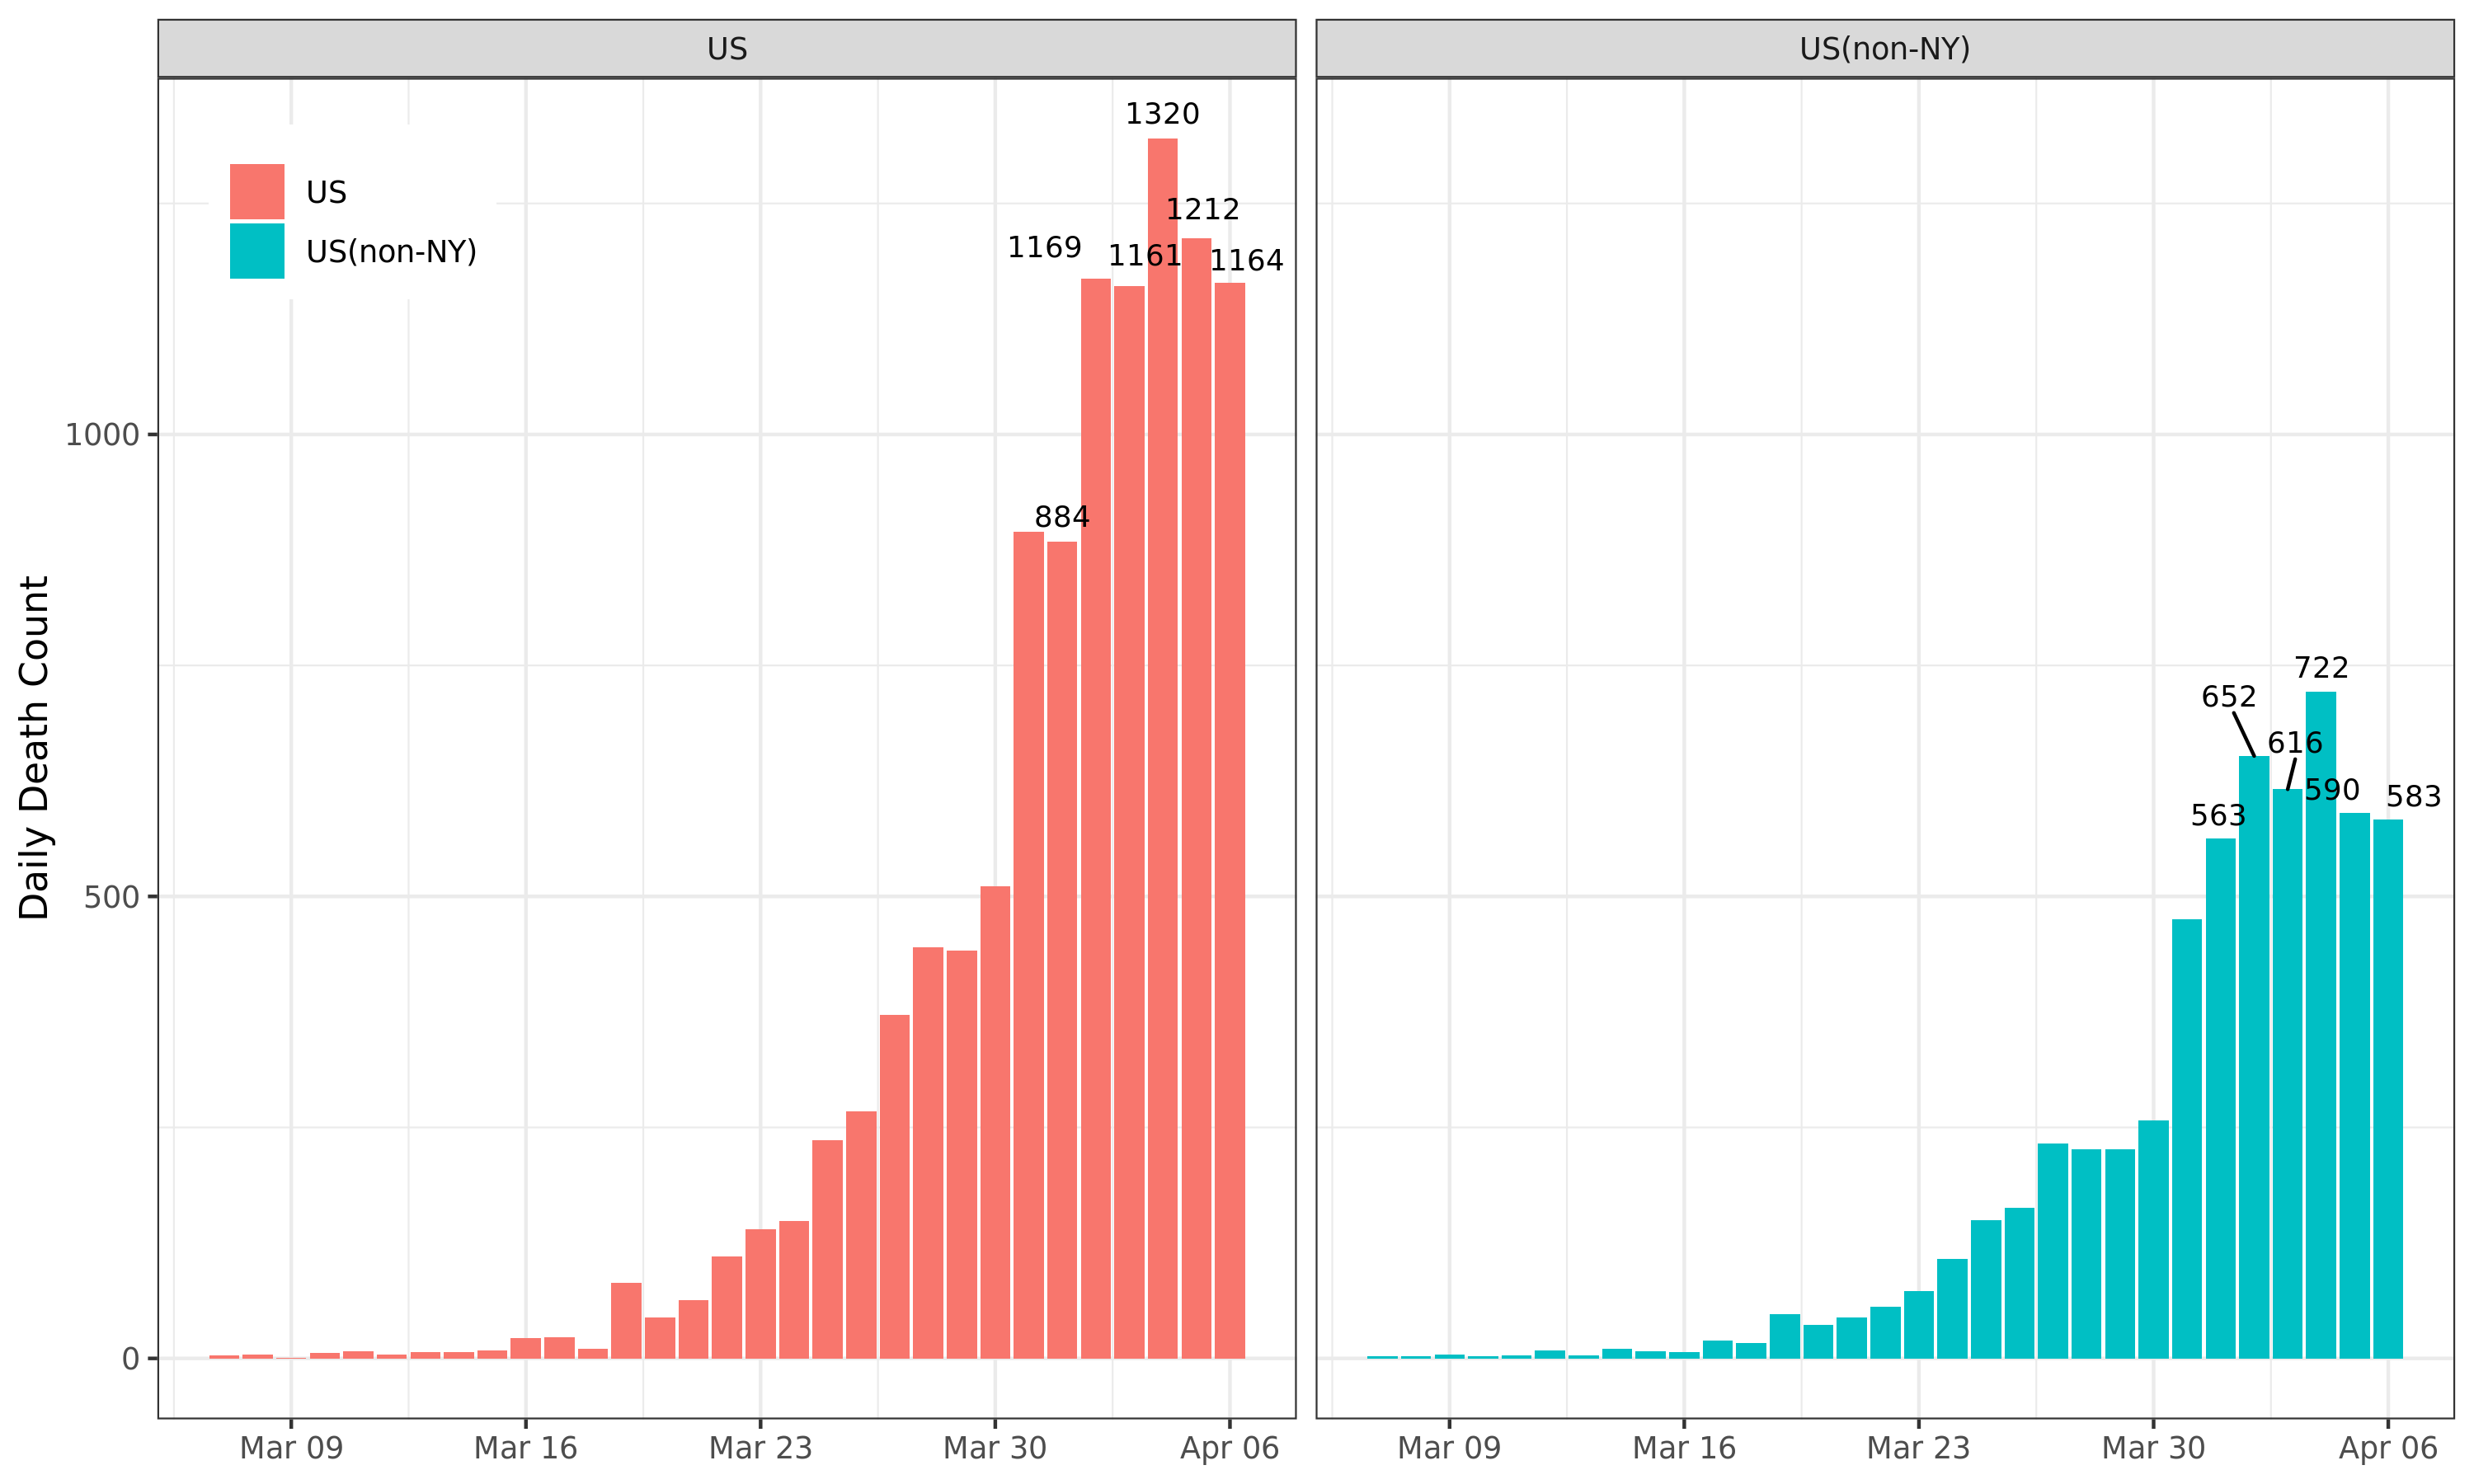 US
US(non-NY)
US
US(non-NY)
1320
1212
1169
1161
1164
884
722
652
616
590
583
563
Daily Death Count
1000
500
0
Mar 09
Mar 16
Mar 23
Mar 30
Apr 06
Mar 09
Mar 16
Mar 23
Mar 30
Apr 06